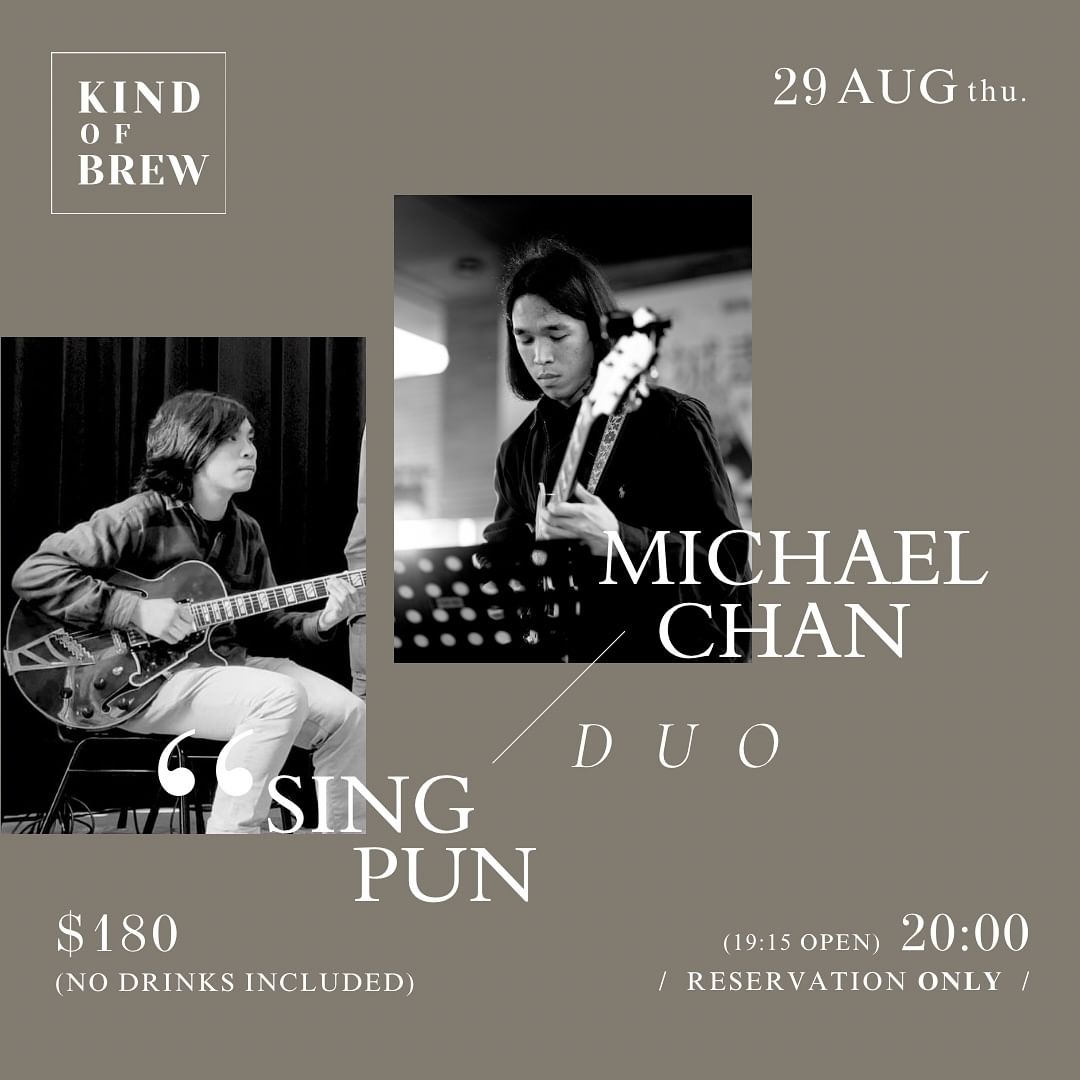 KIND
OF
BREW
29 AUG thu.
MICHAEL
CHAN
DUO
“SING
PUN
$180
(NO DRINKS INCLUDED)
(19:15 OPEN) 20:00
/ RESERVATION ONLY /